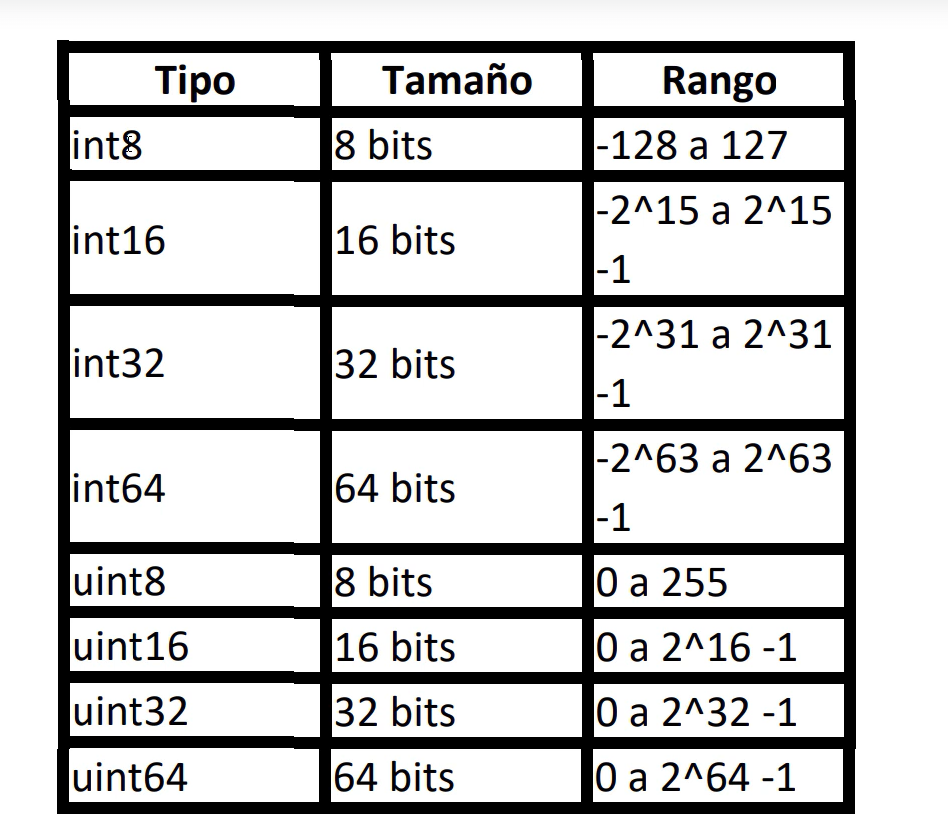 Tipo Tamaño Rango
int8 8 bits -128 a 127
int16 16 bits -2^15 a 2^15
-1
int32 32 bits -2^31 a 2^31
-1
int64 64 bits -2^63 a 2^63
-1
uint8 8 bits 0 a 255
uint16 16 bits 0 a 2^16 -1
uint32 32 bits 0 a 2^32 -1
uint64 64 bits 0 a 2^64 -1